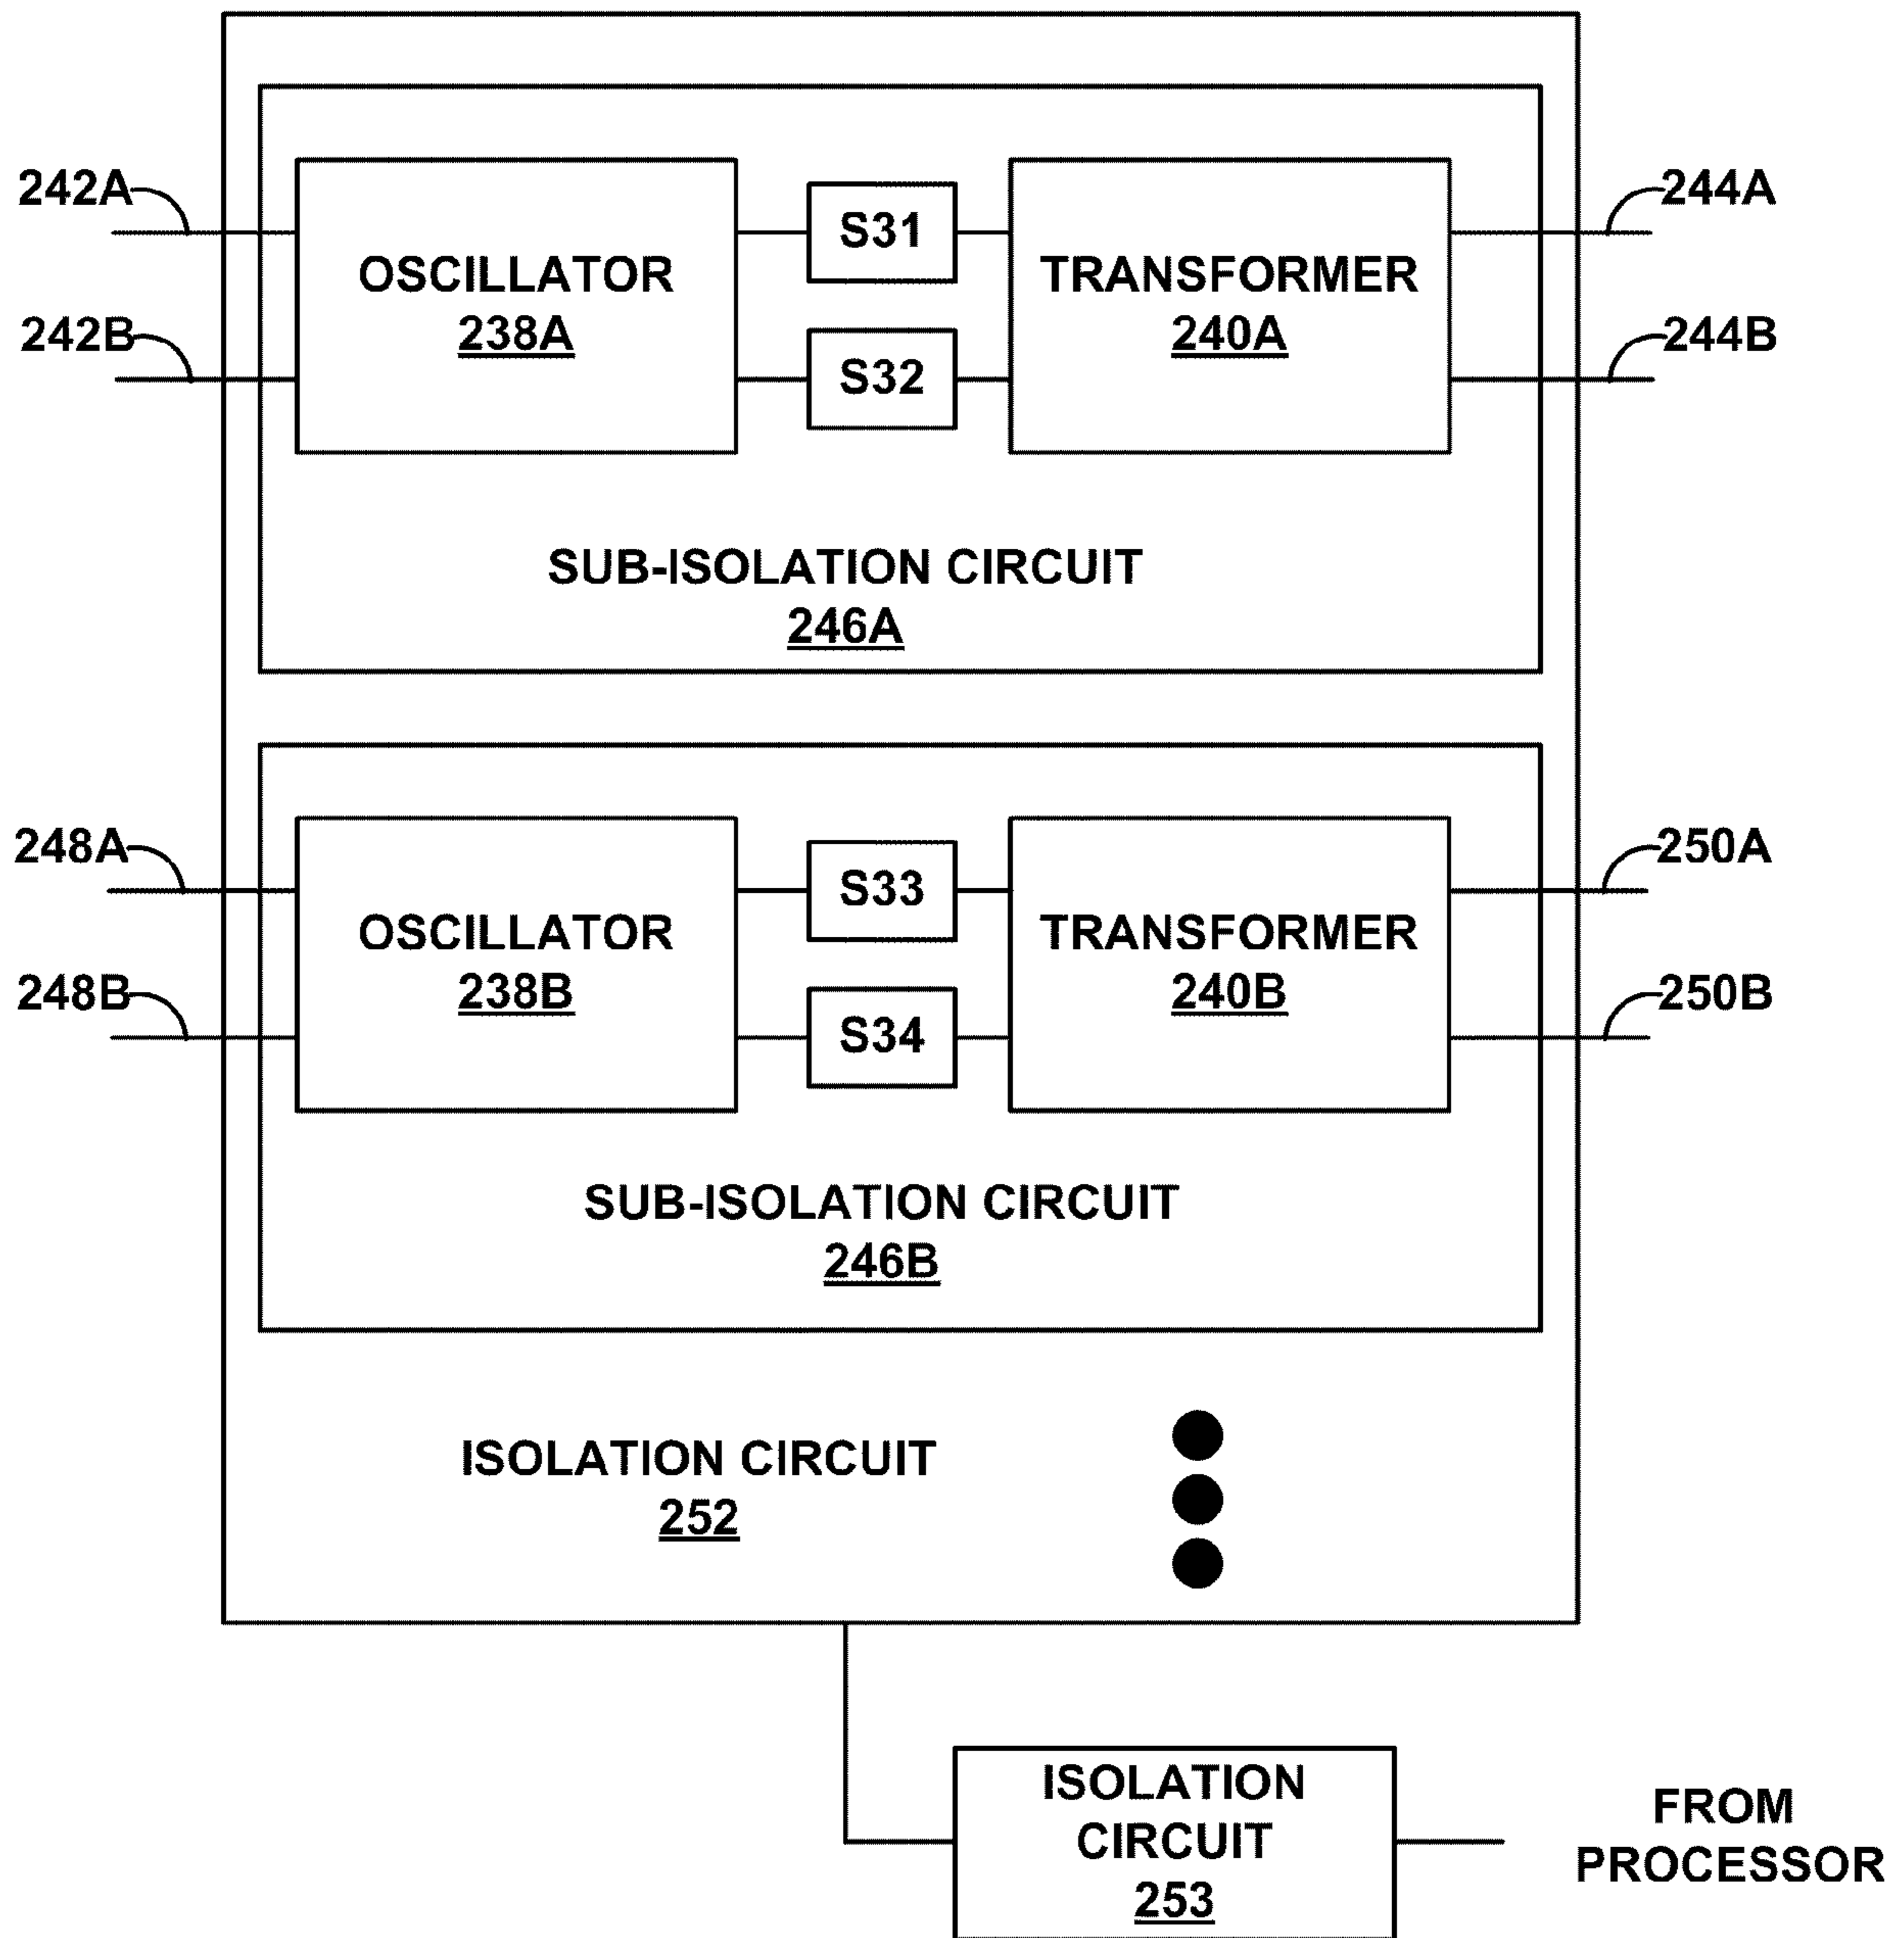 242A
242B
OSCILLATOR
238A
S31
S32
TRANSFORMER
240A
244A
244B
SUB-ISOLATION CIRCUIT
246A
248A
248B
OSCILLATOR
238B
S33
S34
TRANSFORMER
240B
250A
250B
SUB-ISOLATION CIRCUIT
246B
ISOLATION CIRCUIT
252
ISOLATION
CIRCUIT
253
FROM
PROCESSOR